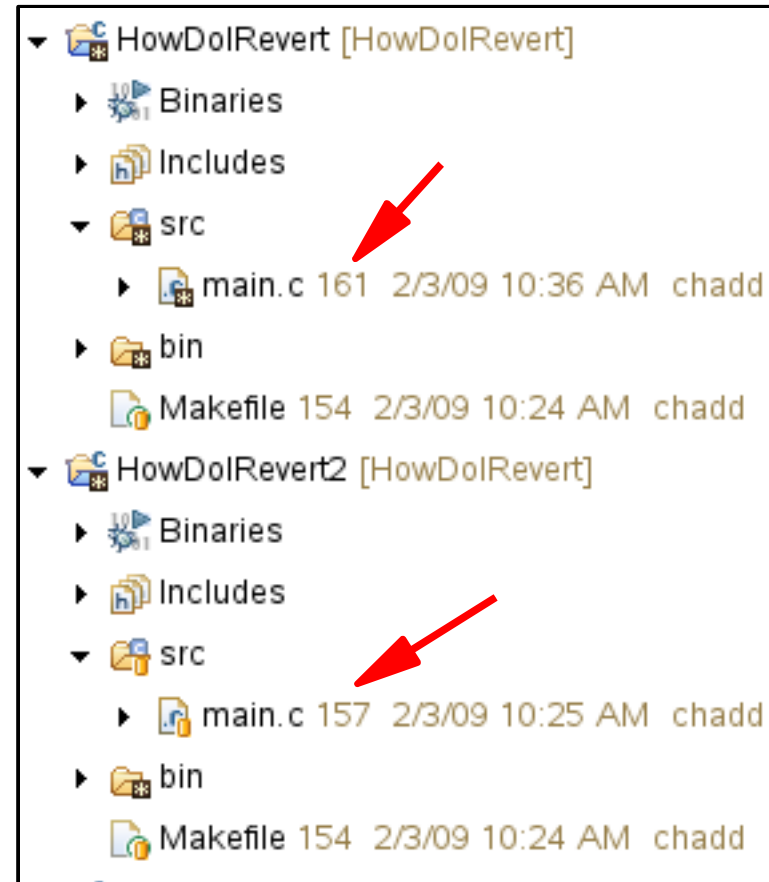 HowDoIRevert [HowDoIRevert]
Binaries
Includes
src
main.c 161 2/3/09 10:36 AM chadd
bin
Makefile 154 2/3/09 10:24 AM chadd
HowDoIRevert2 [HowDoIRevert]
Binaries
Includes
src
main.c 157 2/3/09 10:25 AM chadd
bin
Makefile 154 2/3/09 10:24 AM chadd